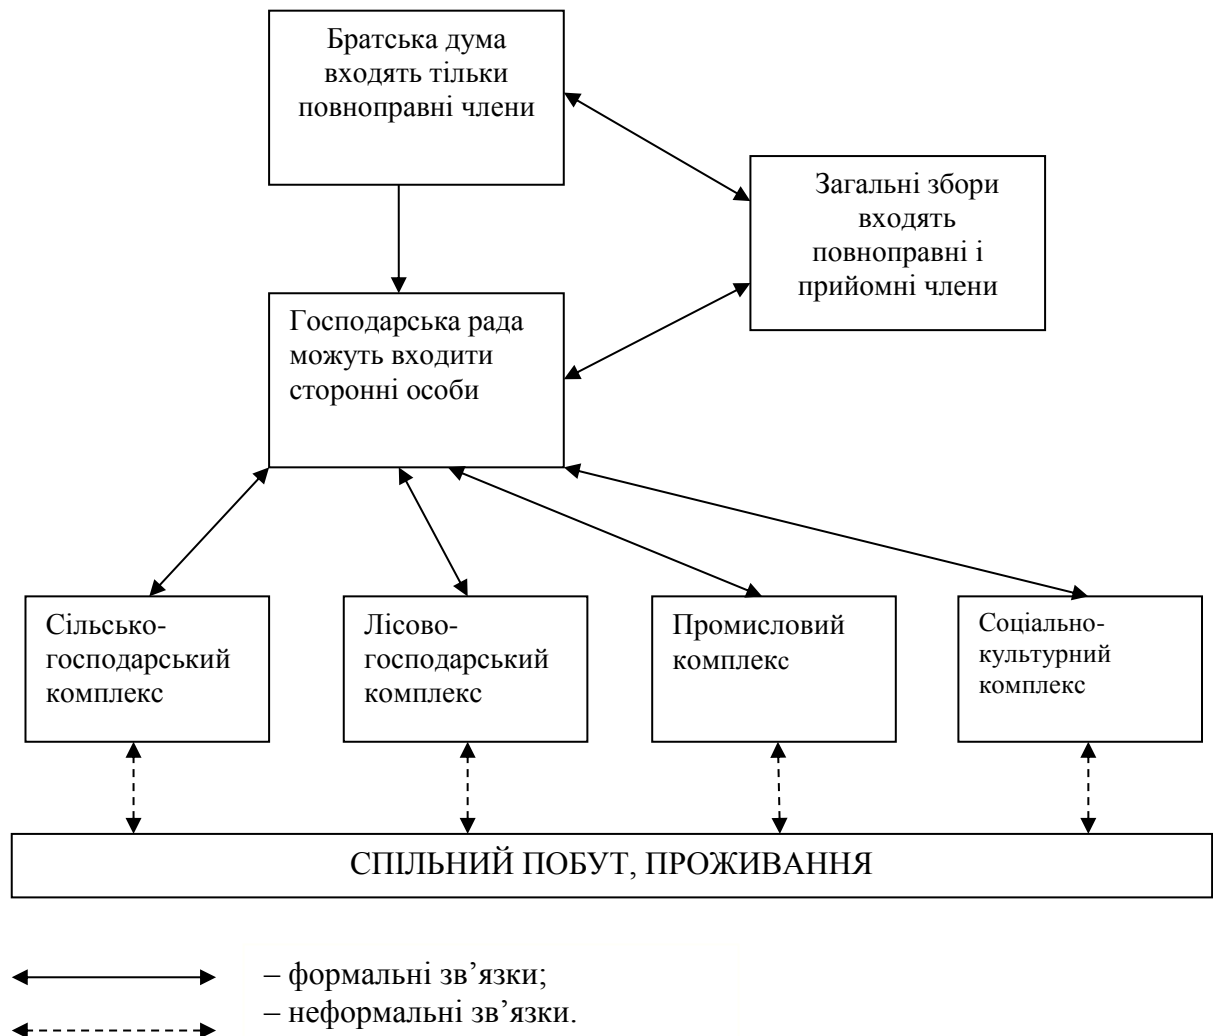 Братська дума
входять тільки
повноправні члени
Загальні збори
входять
повноправні і
прийомні члени
Господарська рада
можуть входити
сторонні особи
Сільсько-
господарський
комплекс
Лісово-
господарський
комплекс
Промисловий
комплекс
Соціально-
культурний
комплекс
СПІЛЬНИЙ ПОБУТ, ПРОЖИВАННЯ
– формальні зв’язки;
– неформальні зв’язки.